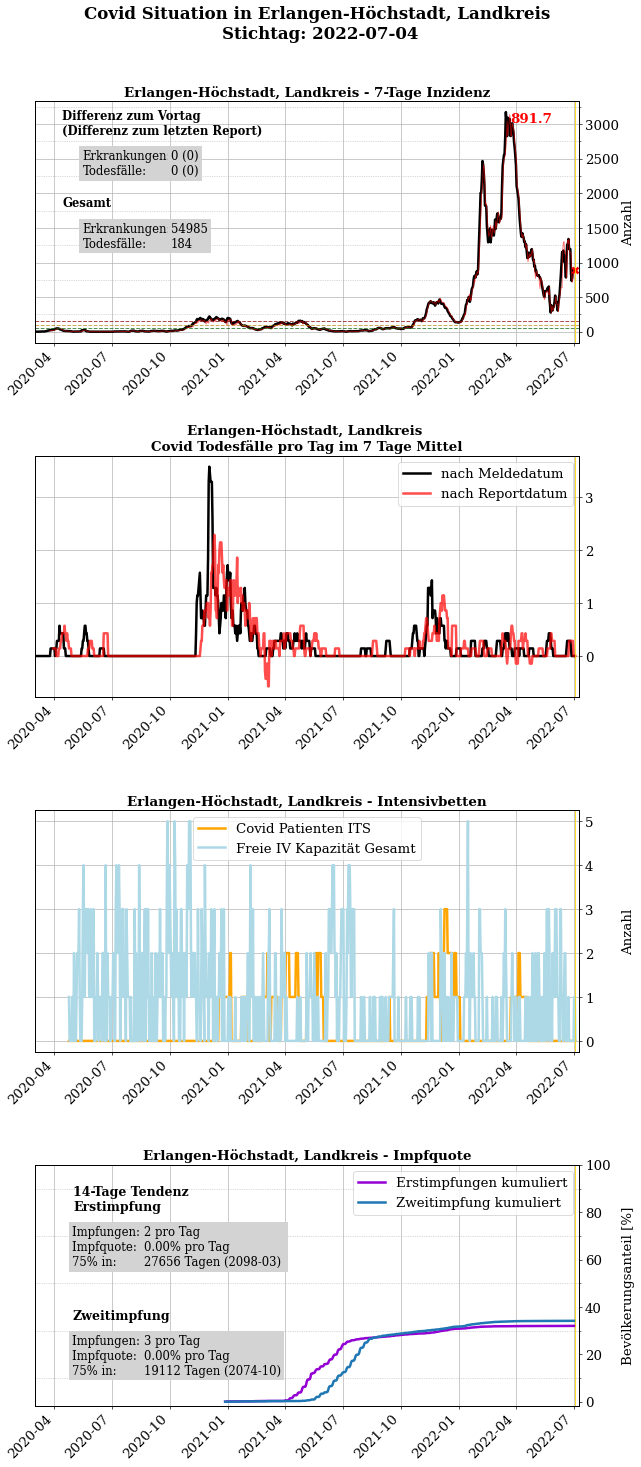 Covid Situation in Erlangen-Höchstadt, Landkreis
Stichtag: 2022-07-04
Erlangen-Höchstadt, Landkreis - 7-Tage Inzidenz
Differenz zum Vortag
(Differenz zum letzten Report)
Erkrankungen 0 (0)
Todesfälle: 0 (0)
Gesamt
Erkrankungen 54985
Todesfälle: 184
891.7
3000
2500
2000
1500
1000
500
0
Anzahl
2020-04
2020-07
2020-10
2021-01
2021-04
2021-07
2021-10
2022-01
2022-04
2022-07
Erlangen-Höchstadt, Landkreis
Covid Todesfälle pro Tag im 7 Tage Mittel
nach Meldedatum
nach Reportdatum
3
2
1
0
2020-04
2020-07
2020-10
2021-01
2021-04
2021-07
2021-10
2022-01
2022-04
2022-07
Erlangen-Höchstadt, Landkreis - Intensivbetten
Covid Patienten ITS
Freie IV Kapazität Gesamt
5
4
3
2
1
0
Anzahl
2020-04
2020-07
2020-10
2021-01
2021-04
2021-07
2021-10
2022-01
2022-04
2022-07
Erlangen-Höchstadt, Landkreis - Impfquote
14-Tage Tendenz
Erstimpfung
Impfungen: 2 pro Tag
Impfquote: 0.00% pro Tag
75% in: 27656 Tagen (2098-03)
Zweitimpfung
Impfungen: 3 pro Tag
Impfquote: 0.00% pro Tag
75% in: 19112 Tagen (2074-10)
Erstimpfungen kumuliert
Zweitimpfung kumuliert
100
80
60
40
20
0
Bevölkerungsanteil [%]
2020-04
2020-07
2020-10
2021-01
2021-04
2021-07
2021-10
2022-01
2022-04
2022-07